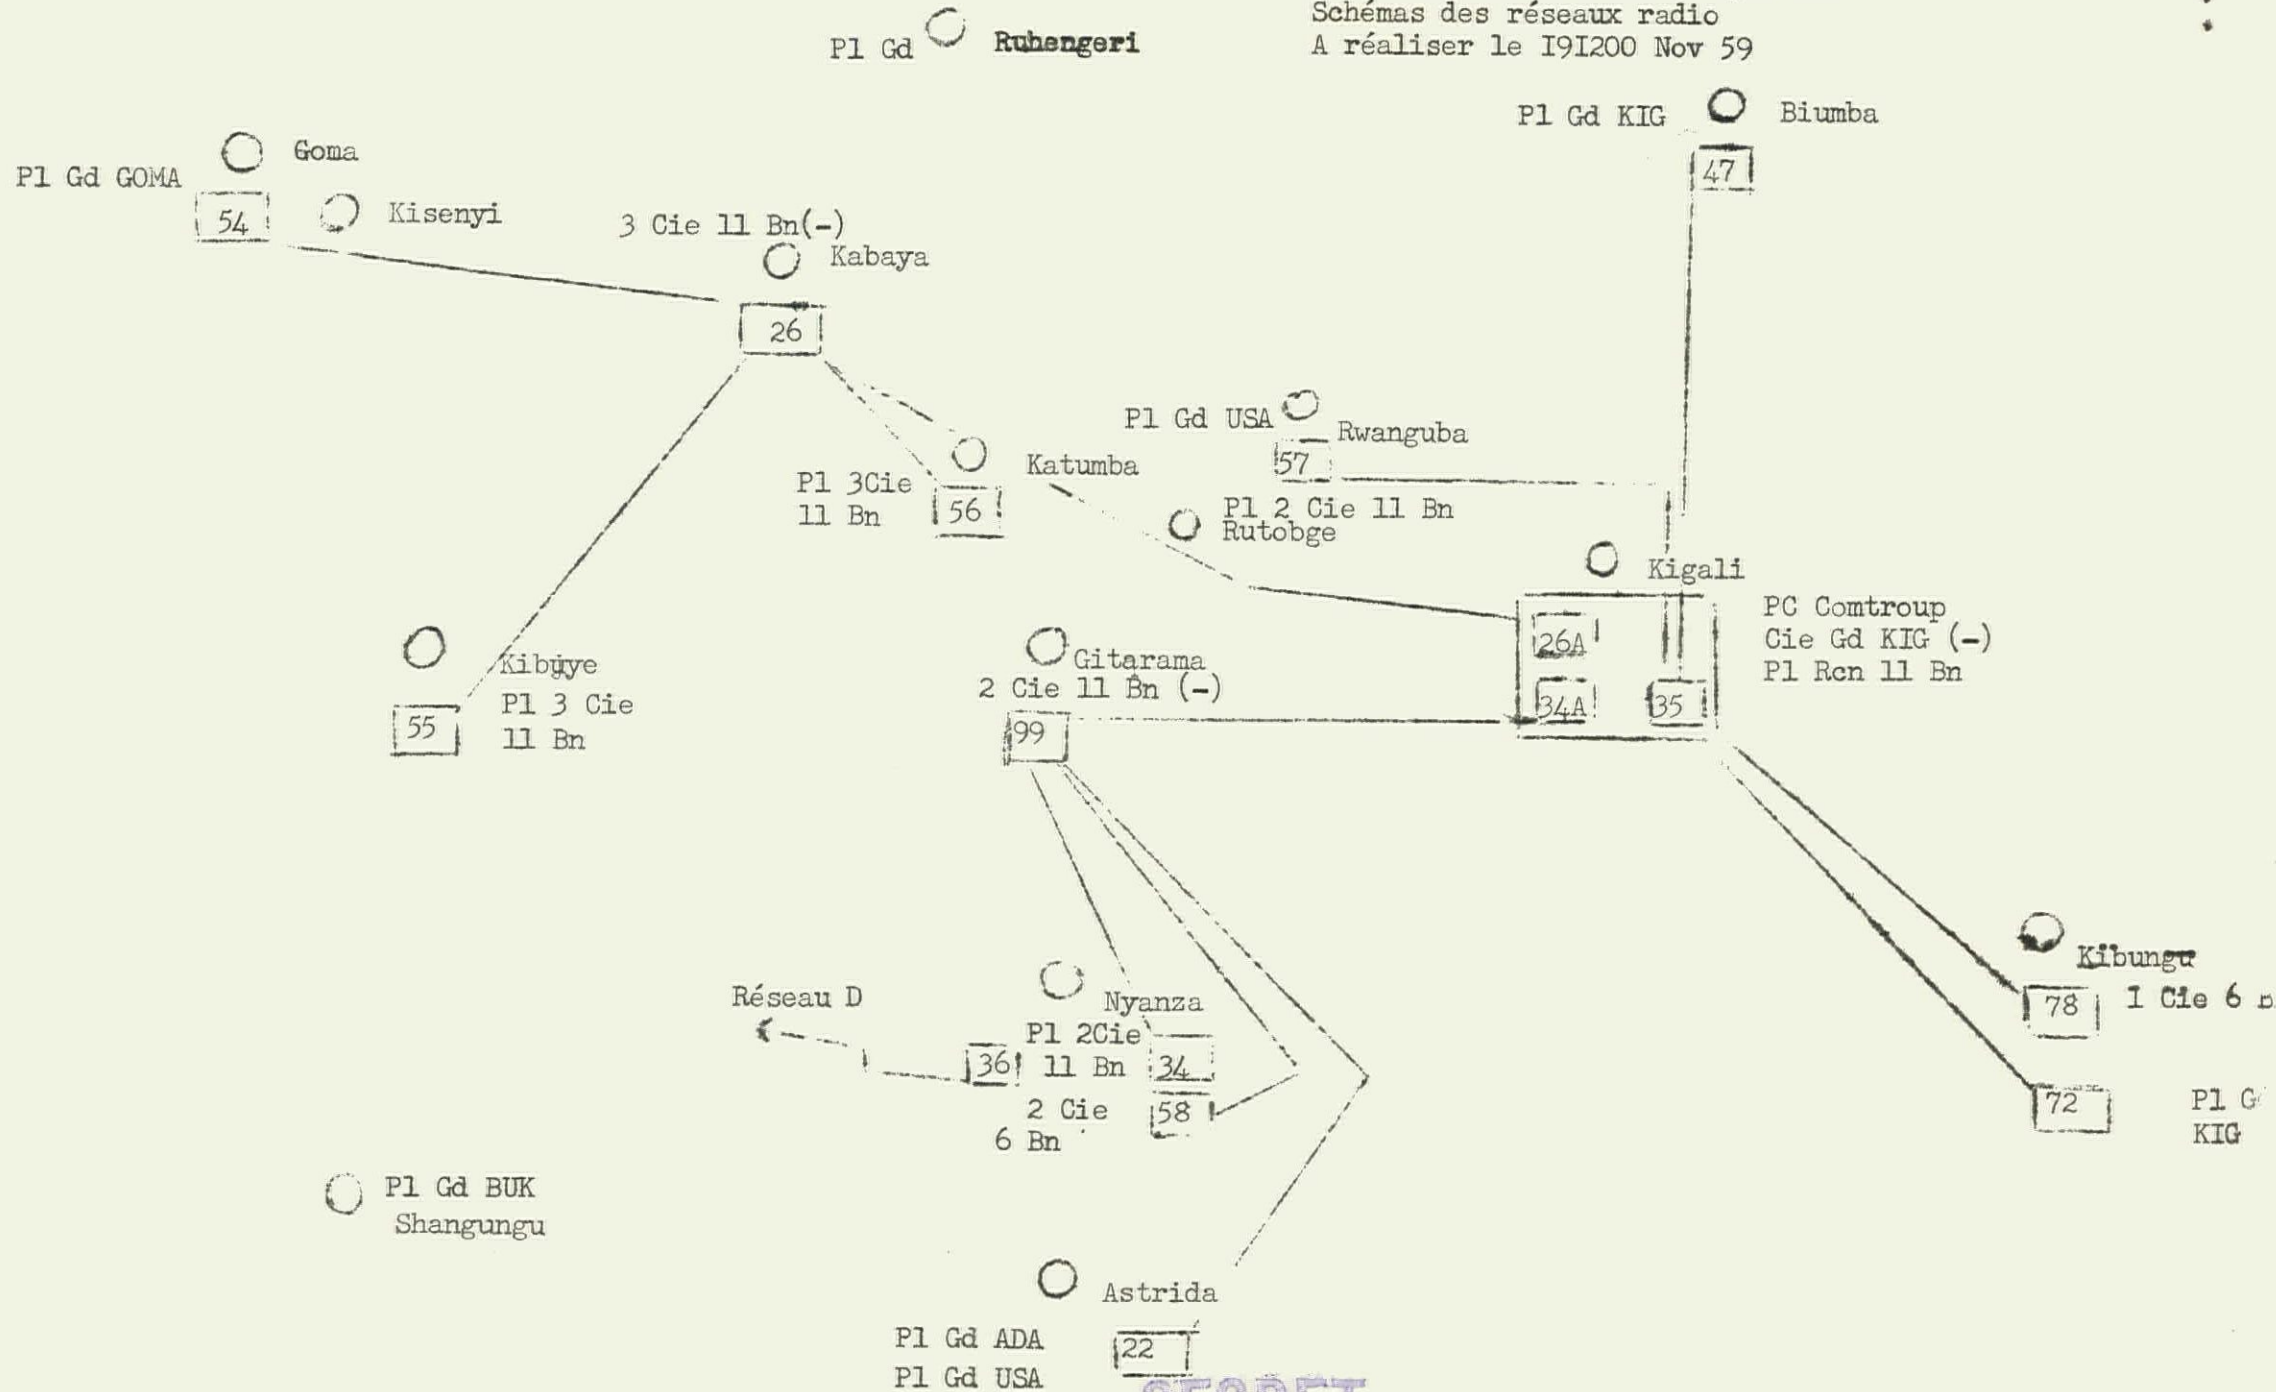 Schémas des réseaux radio
A réaliser le I9I200 Nov 59
Pl Gd Ruhengeri
Pl Gd KIG Biumba
47
Goma
Pl Gd GOMA
54
Kisenyi
3 Cie 11 Bn(-)
Kabaya
26
Pl Gd USA
Rwanguba
57
Katumba
Pl 3Cie
11 Bn
56
Pl 2 Cie 11 Bn
Rutobge
Kigali
26A
34A
35
PC Comtroup
Cie Gd KIG (-)
Pl Rcn 11 Bn
Kibuye
Pl 3 Cie
11 Bn
55
Gitarama
2 Cie 11 Bn (-)
99
Kibungu
78
1 Cie 6
72
Pl
KIG
Réseau D
Nyanza
Pl 2Cie
11 Bn
36
34
2 Cie
6 Bn
58
Pl Gd BUK
Shangungu
Astrida
Pl Gd ADA
Pl Gd USA
22
SECRET